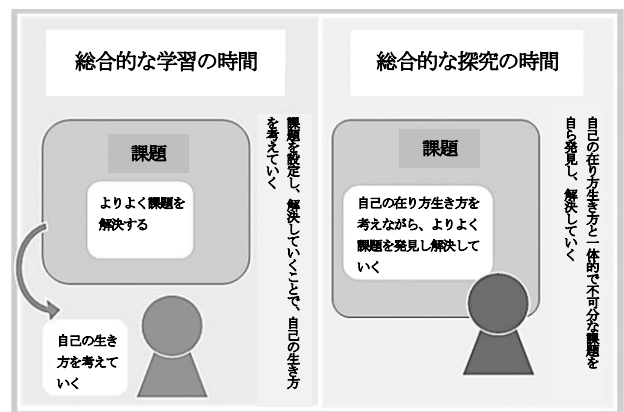 総合的な学習の時間
課題
よりよく課題を
解決する
自己の生き
方を考えて
いく
課題を設定し、解決していくことで、自己の生き方
を考えていく
総合的な探究の時間
課題
自己の在り方生き方を
考えながら、よりよく
課題を発見し解決して
いく
自己の在り方生き方と一体的で不可分な課題を
自ら発見し、解決していく